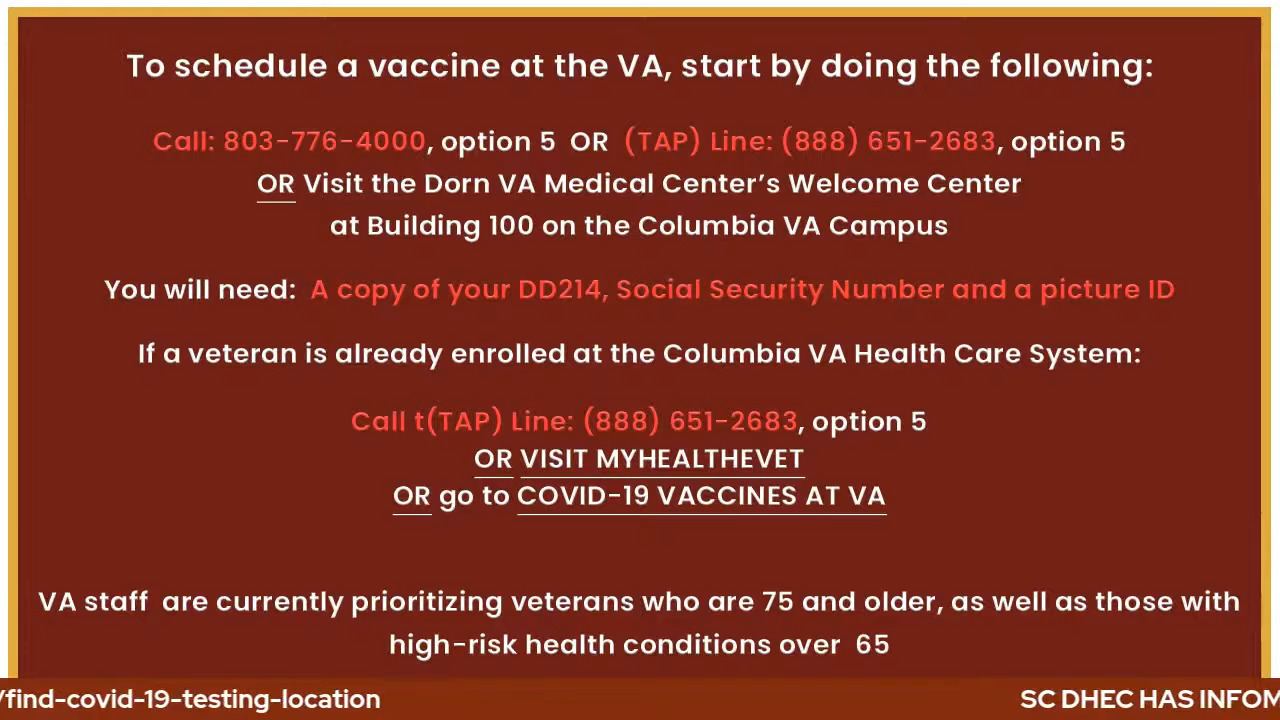 To schedule a vaccine at the VA, start by doing the following:
Call: 803-776-4000, option 5 OR (TAP) Line: (888) 651-2683, option 5
OR Visit the Dorn VA Medical Center’s Welcome Center
at Building 100 on the Columbia VA Campus
You will need: A copy of your DD214, Social Security Number and a picture ID
If a veteran is already enrolled at the Columbia VA Health Care System:
Call t(TAP) Line: (888) 651-2683, option 5
OR VISIT MYHEALTHEVET
OR go to COVID-19 VACCINES AT VA
VA staff are currently prioritizing veterans who are 75 and older, as well as those with
high-risk health conditions over 65
/find-covid-19-testing-location SC DHEC HAS INFOM